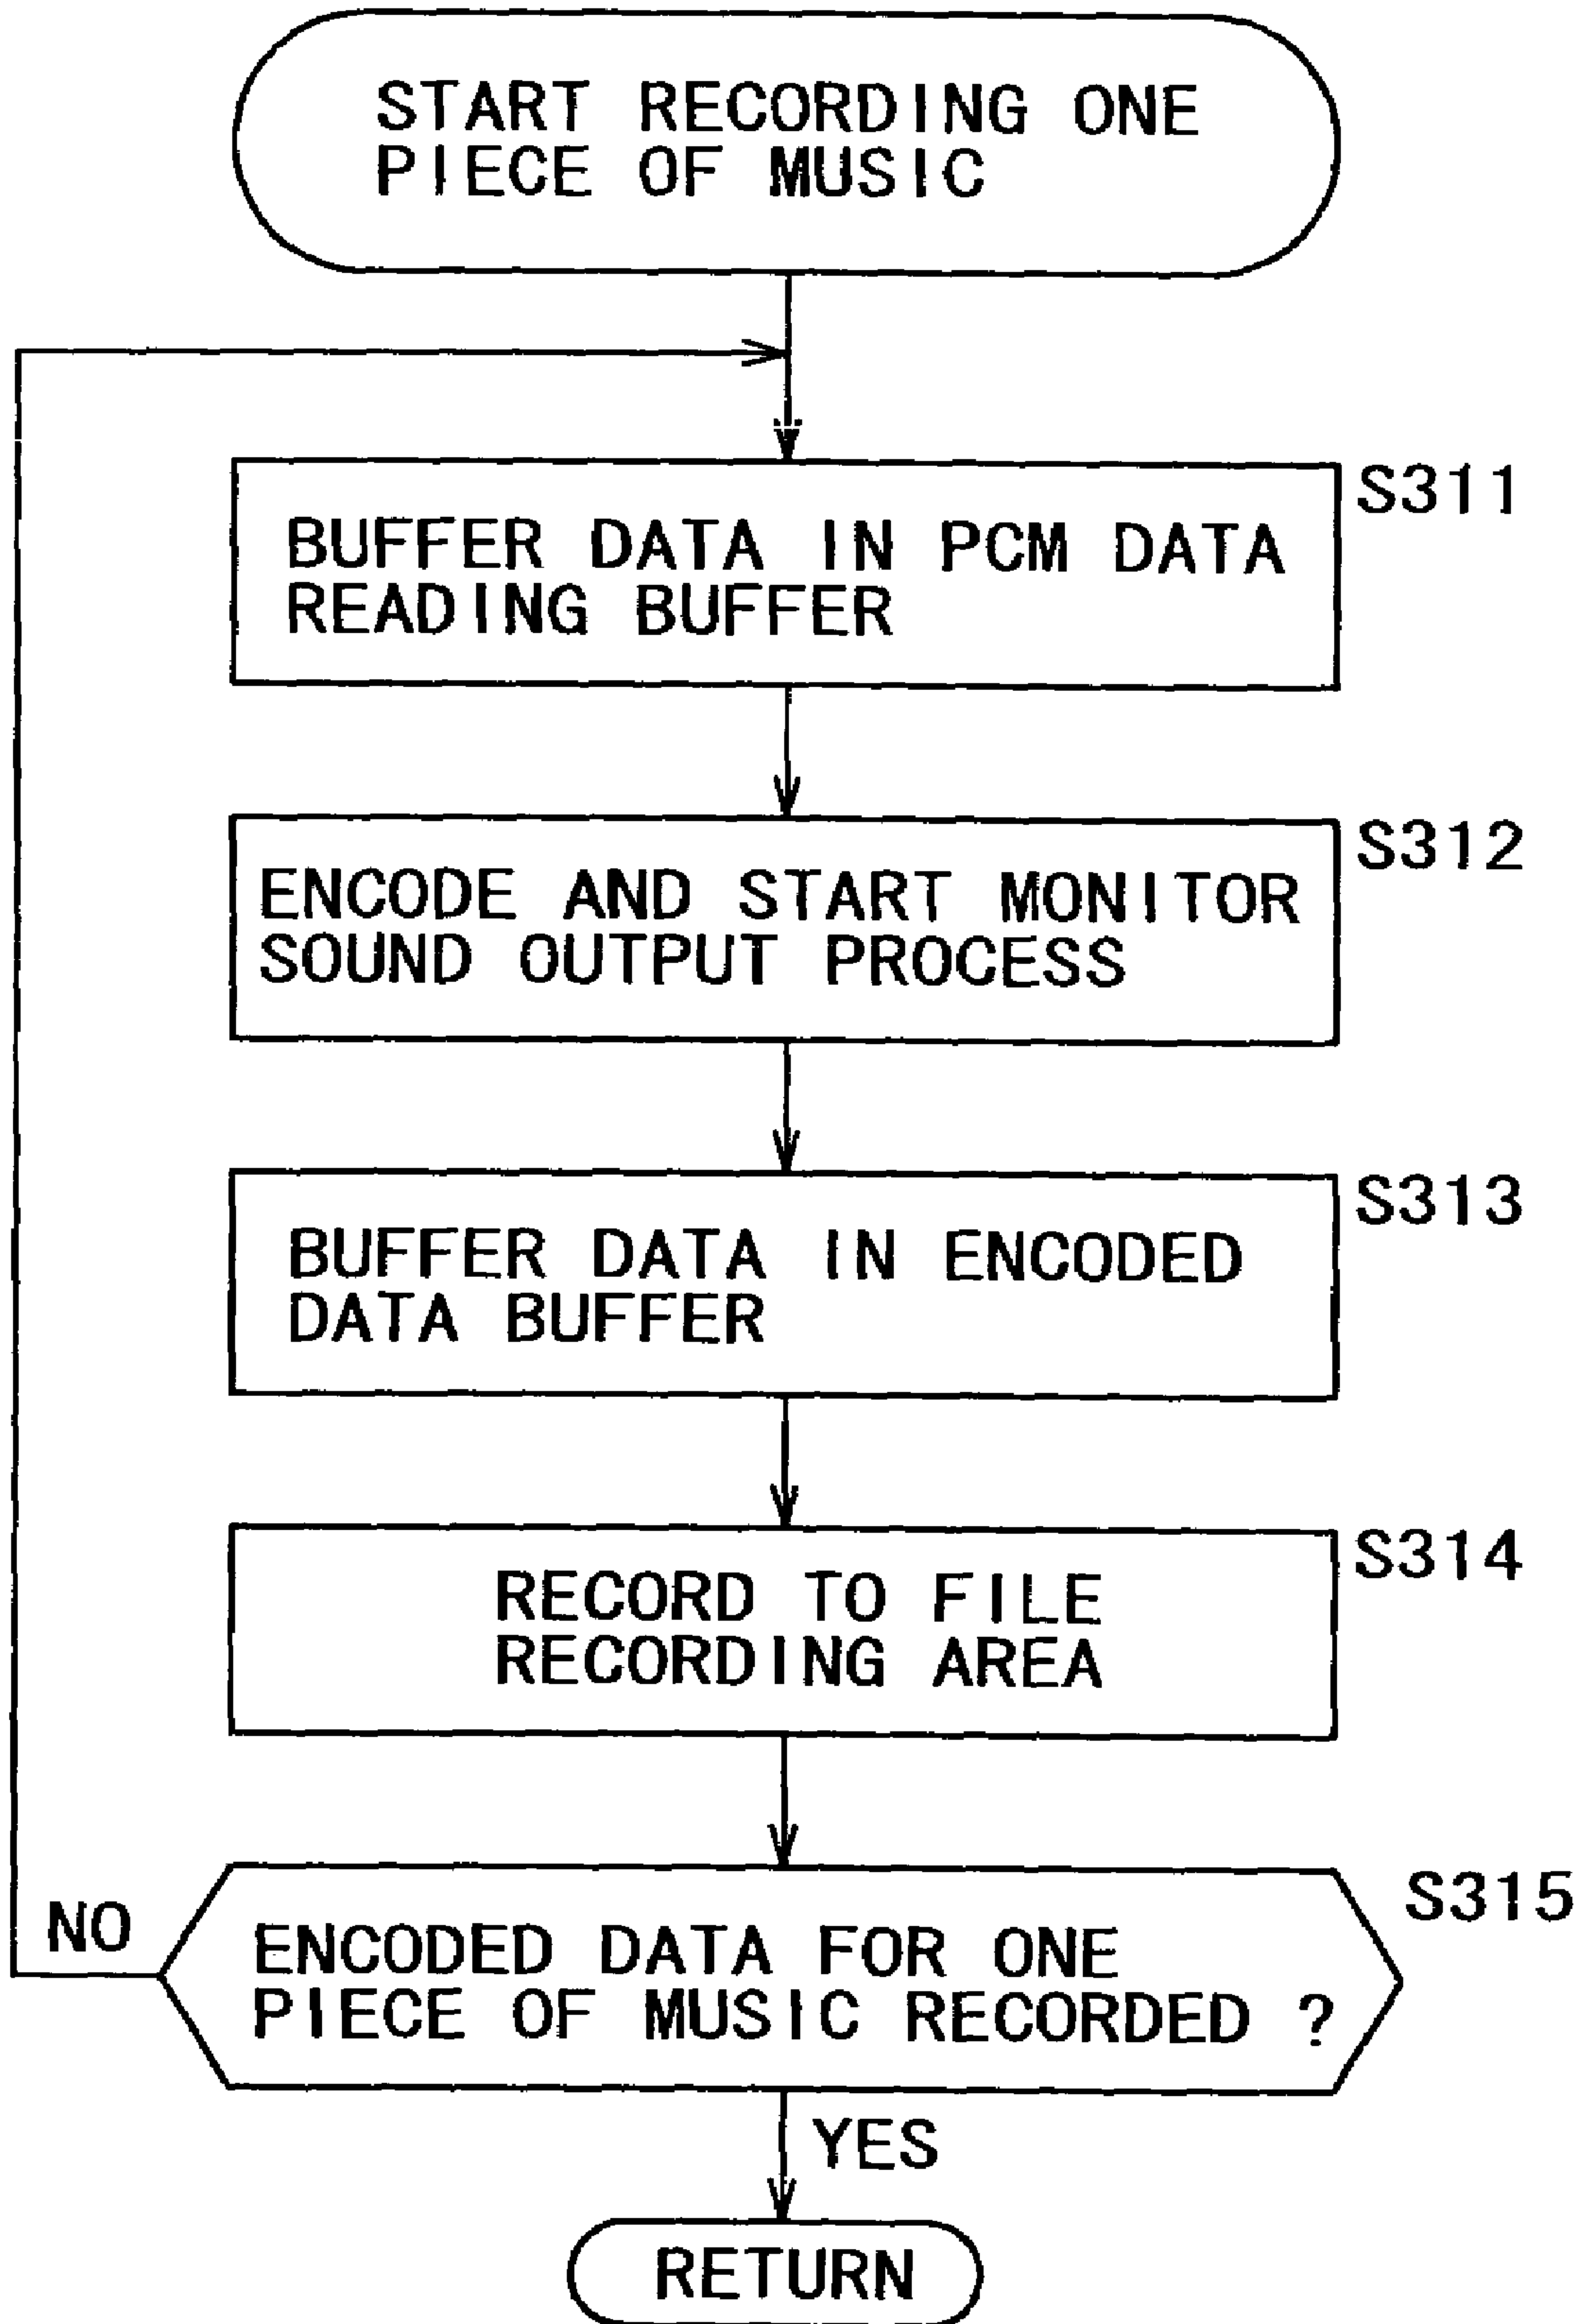 START RECORDING ONE
PIECE OF MUSIC
S311
BUFFER DATA IN PCM DATA
READING BUFFER
S312
ENCODE AND START MONITOR
SOUND OUTPUT PROCESS
S313
BUFFER DATA IN ENCODED
DATA BUFFER
S314
RECORD TO FILE
RECORDING AREA
S315
NO
ENCODED DATA FOR ONE
PIECE OF MUSIC RECORDED ?
YES
RETURN